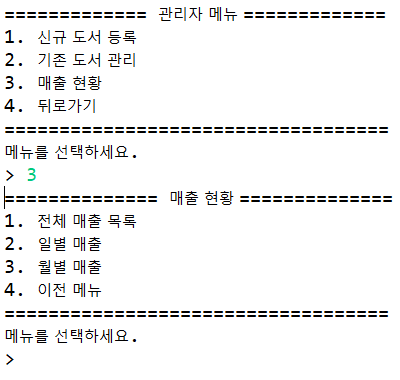 ============= 관리자 메뉴 =============
1. 신규 도서 등록
2. 기존 도서 관리
3. 매출 현황
4. 뒤로가기
===================================
메뉴를 선택하세요.
> 3
============== 매출 현황 ==============
1. 전체 매출 목록
2. 일별 매출
3. 월별 매출
4. 이전 메뉴
===================================
메뉴를 선택하세요.
>